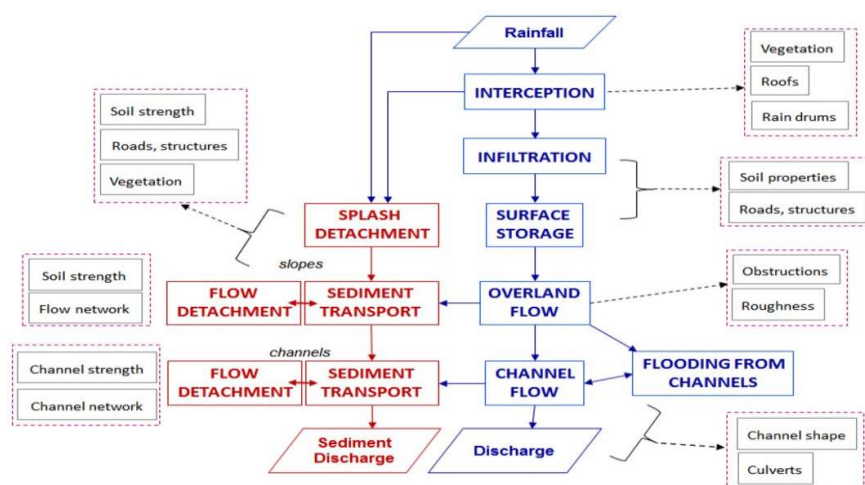 Rainfall
Vegetation
Roofs
Rain drums
INTERCEPTION
Soil strength
Roads, structures
Vegetation
INFILTRATION
Soil properties
Roads, structures
SPLASH
DETACHMENT
SURFACE
STORAGE
slopes
Soil strength
Flow network
FLOW
DETACHMENT
SEDIMENT
TRANSPORT
OVERLAND
FLOW
Obstructions
Roughness
channels
Channel strength
Channel network
FLOW
DETACHMENT
SEDIMENT
TRANSPORT
CHANNEL
FLOW
FLOODING FROM
CHANNELS
Sediment
Discharge
Discharge
Channel shape
Culverts